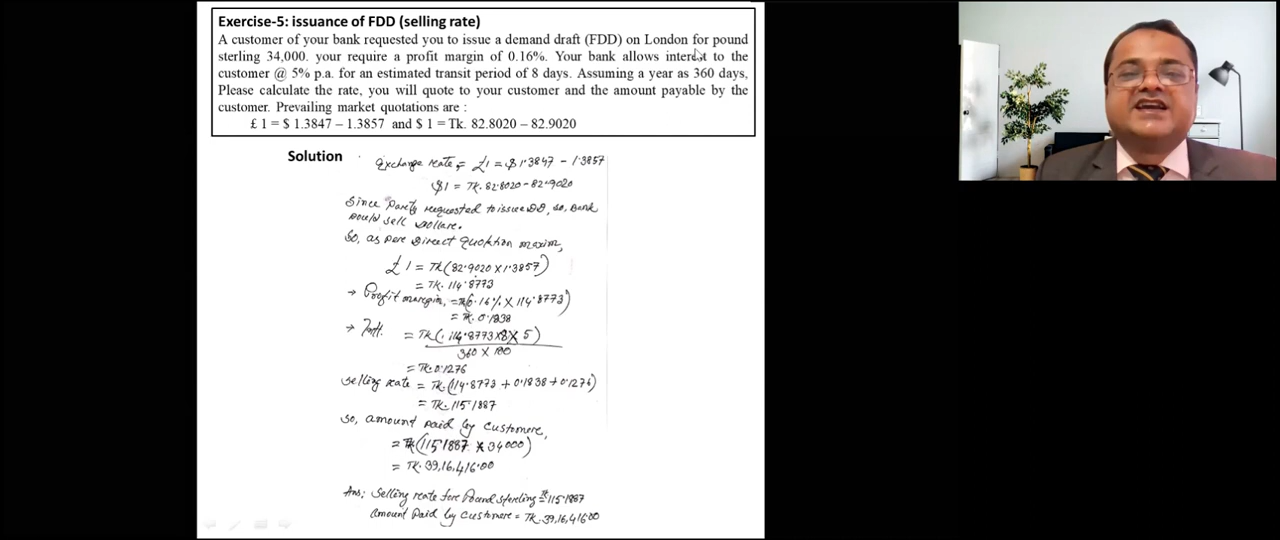 Exercise-5: issuance of FDD (selling rate)
A customer of your bank requested you to issue a demand draft (FDD) on London for pound
sterling 34,000. your require a profit margin of 0.16%. Your bank allows interest to the
customer @ 5% p.a. for an estimated transit period of 8 days. Assuming a year as 360 days,
Please calculate the rate, you will quote to your customer and the amount payable by the
customer. Prevailing market quotations are :
£ 1 = $ 1.3847 – 1.3857 and $ 1 = Tk. 82.8020 – 82.9020
Solution
Exchange rate, £1 = $ 1.3847 - 1.3857
$1 = Tk. 82.8020 - 82.9020
Since Party requested to issue DD, so, Bank
sell Dollare.
So, as pere Direct Quotation maxim,
£ 1 = Tk (82.9020 X 1.3857)
= Tk. 114.8773
→ Profit maregin, = Tk(0.16% X 114.8773)
= Tk. 0.1838
→ = Tk (114.8773 X 8 X 5)
360 X 100
= Tk. 0.1276
Selling rate = Tk. (114.8773 + 0.1838 + 0.1276)
= Tk. 115.1887
So, amount paid by Customere,
= Tk (115.1887 X 34000)
= Tk. 39,16,416.00
Ans: Selling reate fore Pound sterling = Tk 115.1887
Amount Paid by Customere = Tk. 39,16,416.00